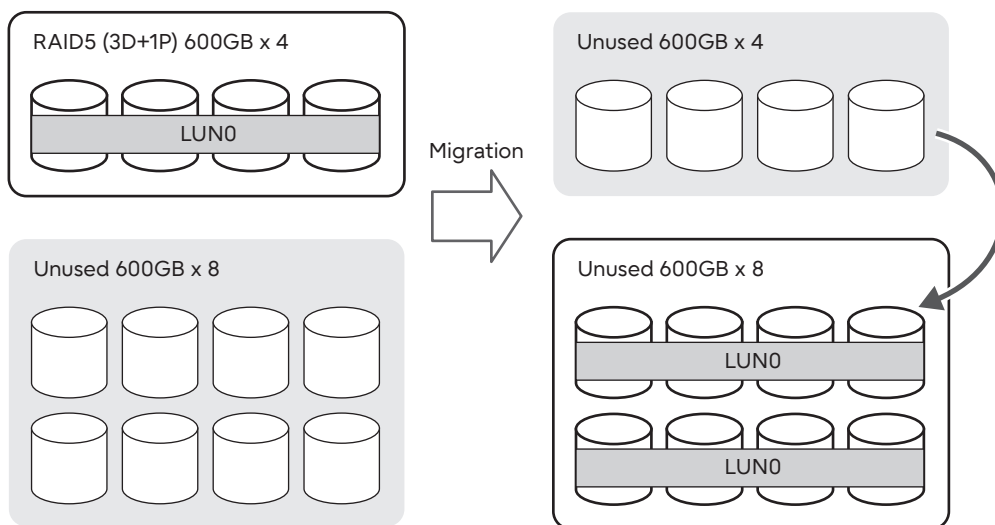 RAID5 (3D+1P) 600GB x 4
LUN0
Unused 600GB x 8
Migration
Unused 600GB x 4
Unused 600GB x 8
LUN0
LUN0